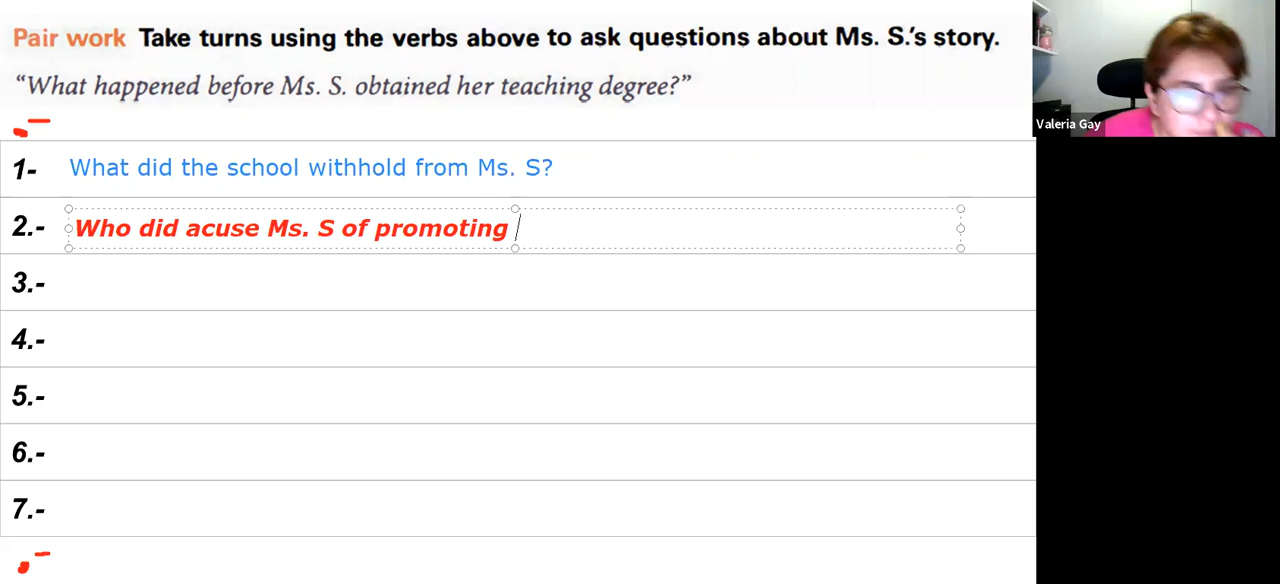 Pair work Take turns using the verbs above to ask questions about Ms. S.'s story.
“What happened before Ms. S. obtained her teaching degree?”
Valeria Gay
1- What did the school withhold from Ms. S?
2.- Who did acuse Ms. S of promoting
3.-
4.-
5.-
6.-
7.-